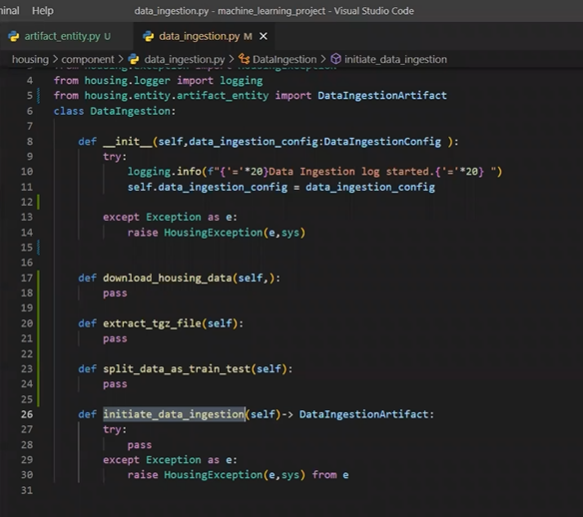 minal Help
data_ingestion.py - machine_learning_project - Visual Studio Code
artifact_entity.py U
data_ingestion.py M
housing > component > data_ingestion.py > DataIngestion > initiate_data_ingestion
4 from housing.logger import logging
5 from housing.entity.artifact_entity import DataIngestionArtifact
6 class DataIngestion:
7
8 def __init__(self,data_ingestion_config:DataIngestionConfig ):
9 try:
10 logging.info(f"{'='*20}Data Ingestion log started.{'='*20} ")
11 self.data_ingestion_config = data_ingestion_config
12
13 except Exception as e:
14 raise HousingException(e,sys)
15
16
17 def download_housing_data(self,):
18 pass
19
20 def extract_tgz_file(self):
21 pass
22
23 def split_data_as_train_test(self):
24 pass
25
26 def initiate_data_ingestion(self)-> DataIngestionArtifact:
27 try:
28 pass
29 except Exception as e:
30 raise HousingException(e,sys) from e
31